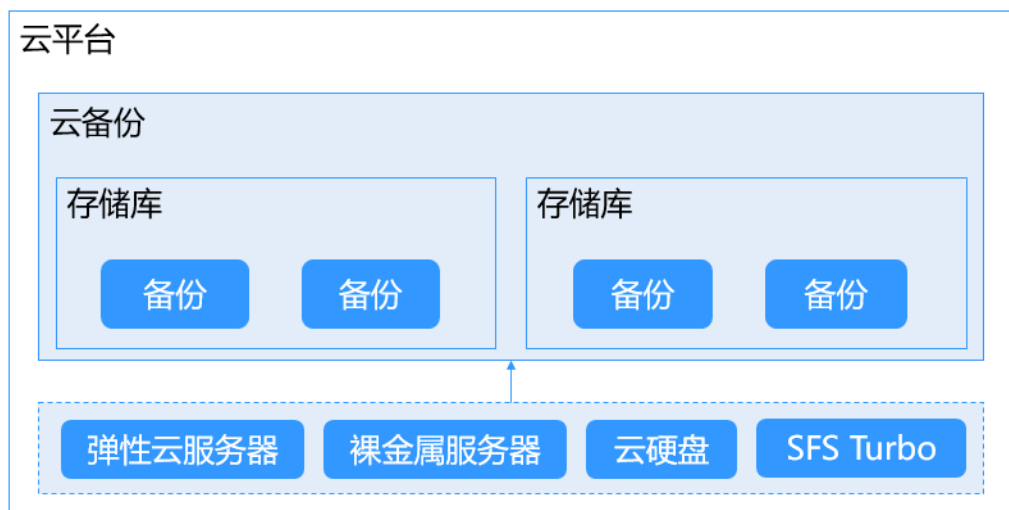 云平台
云备份
存储库
存储库
备份
备份
备份
备份
弹性云服务器
裸金属服务器
云硬盘
SFS Turbo